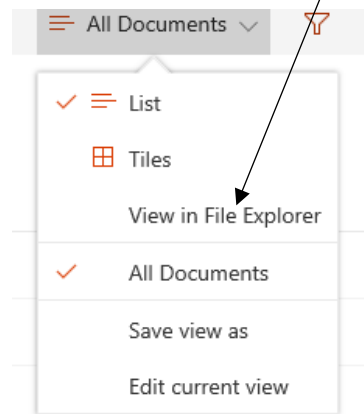 All Documents
List
Tiles
View in File Explorer
All Documents
Save view as
Edit current view